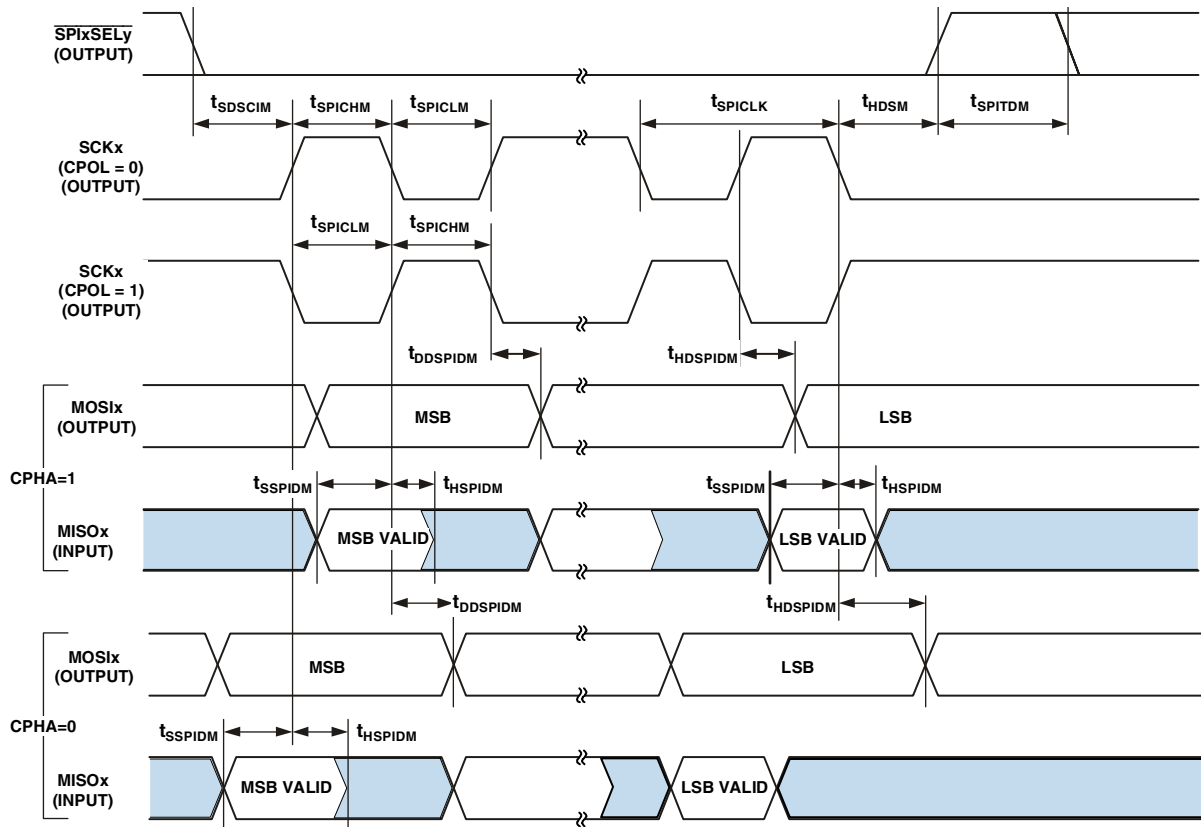 SPIxSELy
(OUTPUT)
tSDSCIM
tSPICHM
tSPICLM
tSPICLK
tHDSM
tSPITDM
SCKx
(CPOL = 0)
(OUTPUT)
tSPICLM
tSPICHM
SCKx
(CPOL = 1)
(OUTPUT)
tDDSPIDM
tHDSPIDM
MOSIx
(OUTPUT)
MSB
LSB
CPHA=1
tSSPIDM
tHSPIDM
tSSPIDM
tHSPIDM
MISOx
(INPUT)
MSB VALID
LSB VALID
tDDSPIDM
tHDSPIDM
MOSIx
(OUTPUT)
MSB
LSB
CPHA=0
tSSPIDM
tHSPIDM
MISOx
(INPUT)
MSB VALID
LSB VALID